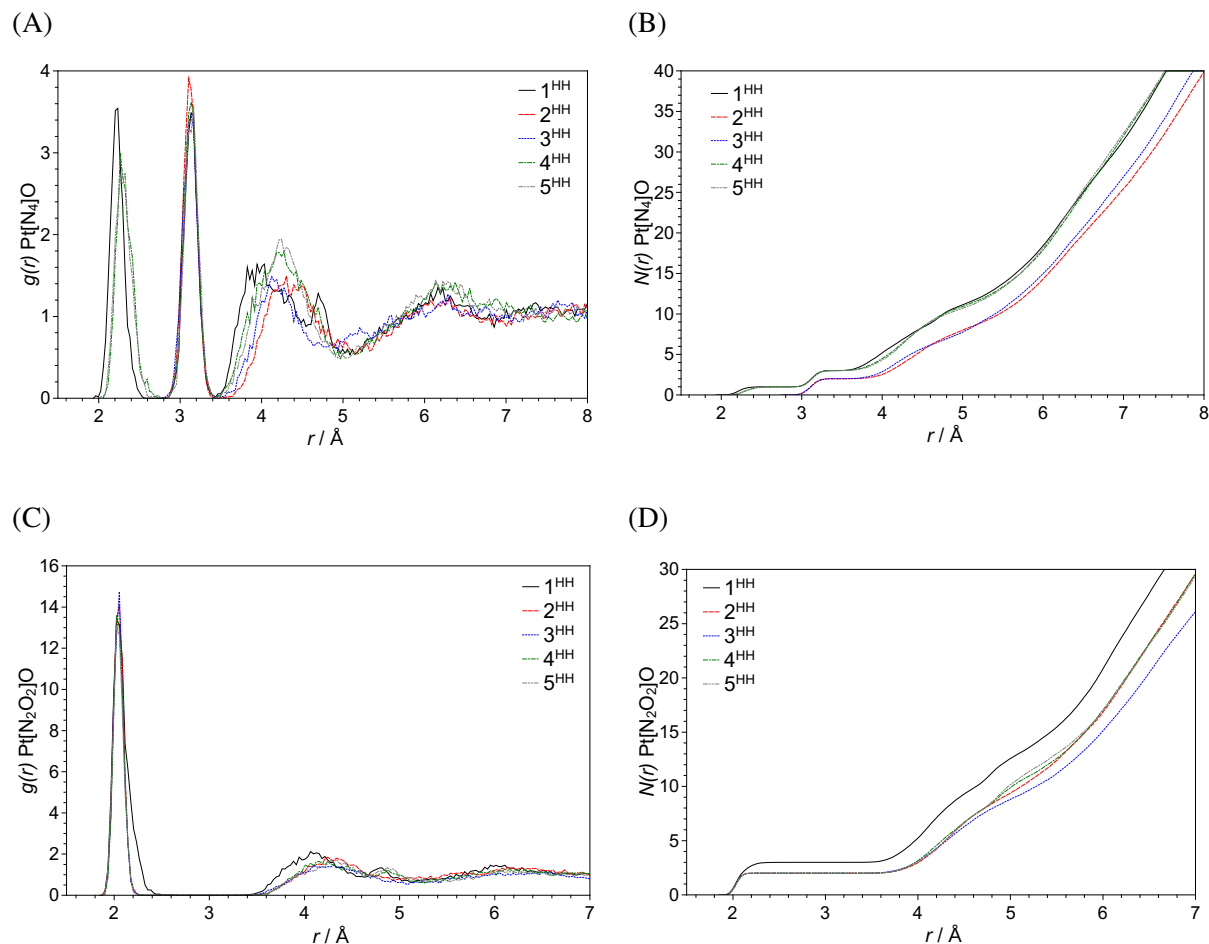 (A)
g(r) Pt[N₄]O
4
3
2
1
0
2 3 4 5 6 7 8
r / Å
1ᴴᴴ
2ᴴᴴ
3ᴴᴴ
4ᴴᴴ
5ᴴᴴ
(B)
N(r) Pt[N₄]O
40
35
30
25
20
15
10
5
0
2 3 4 5 6 7 8
r / Å
1ᴴᴴ
2ᴴᴴ
3ᴴᴴ
4ᴴᴴ
5ᴴᴴ
(C)
g(r) Pt[N₂O₂]O
16
14
12
10
8
6
4
2
0
2 3 4 5 6 7
r / Å
1ᴴᴴ
2ᴴᴴ
3ᴴᴴ
4ᴴᴴ
5ᴴᴴ
(D)
N(r) Pt[N₂O₂]O
30
25
20
15
10
5
0
2 3 4 5 6 7
r / Å
1ᴴᴴ
2ᴴᴴ
3ᴴᴴ
4ᴴᴴ
5ᴴᴴ